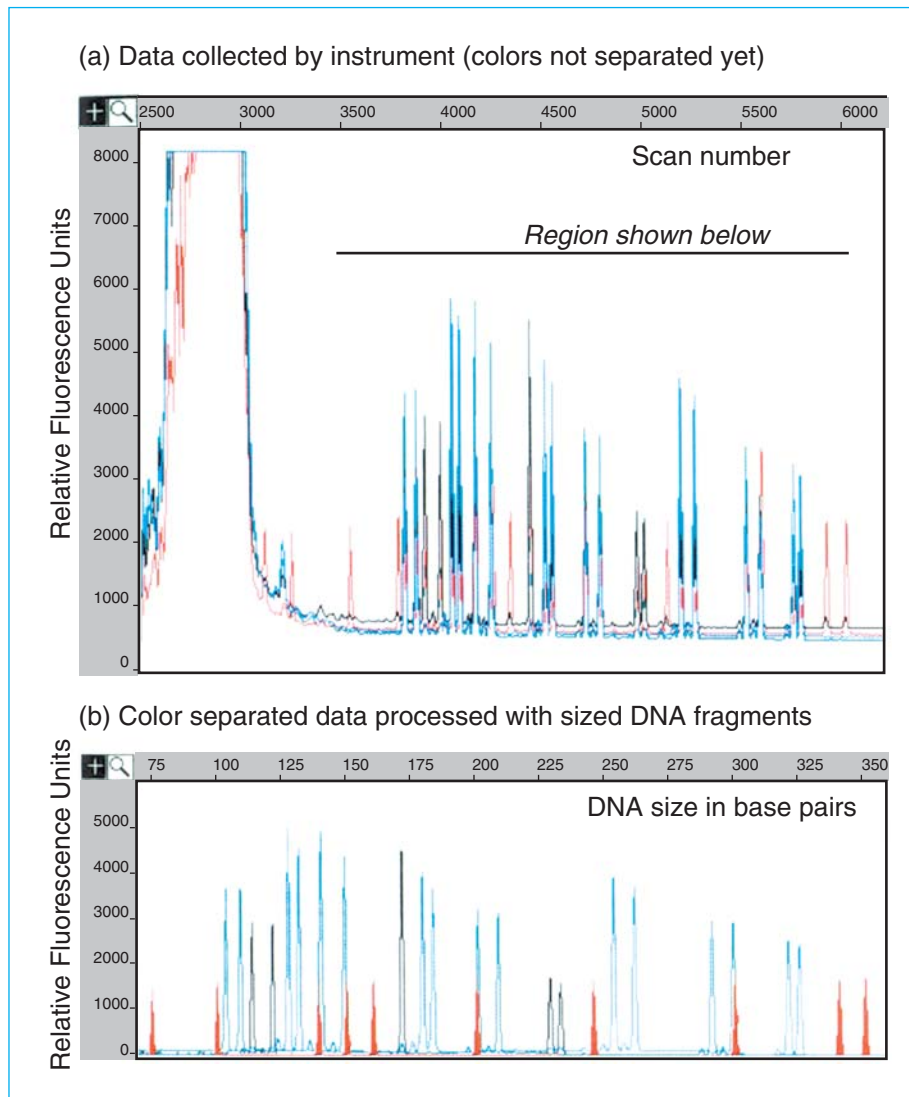 (a) Data collected by instrument (colors not separated yet)
2500 3000 3500 4000 4500 5000 5500 6000
Scan number
Region shown below
Relative Fluorescence Units
8000
7000
6000
5000
4000
3000
2000
1000
0
(b) Color separated data processed with sized DNA fragments
75 100 125 150 175 200 225 250 275 300 325 350
DNA size in base pairs
Relative Fluorescence Units
5000
4000
3000
2000
1000
0